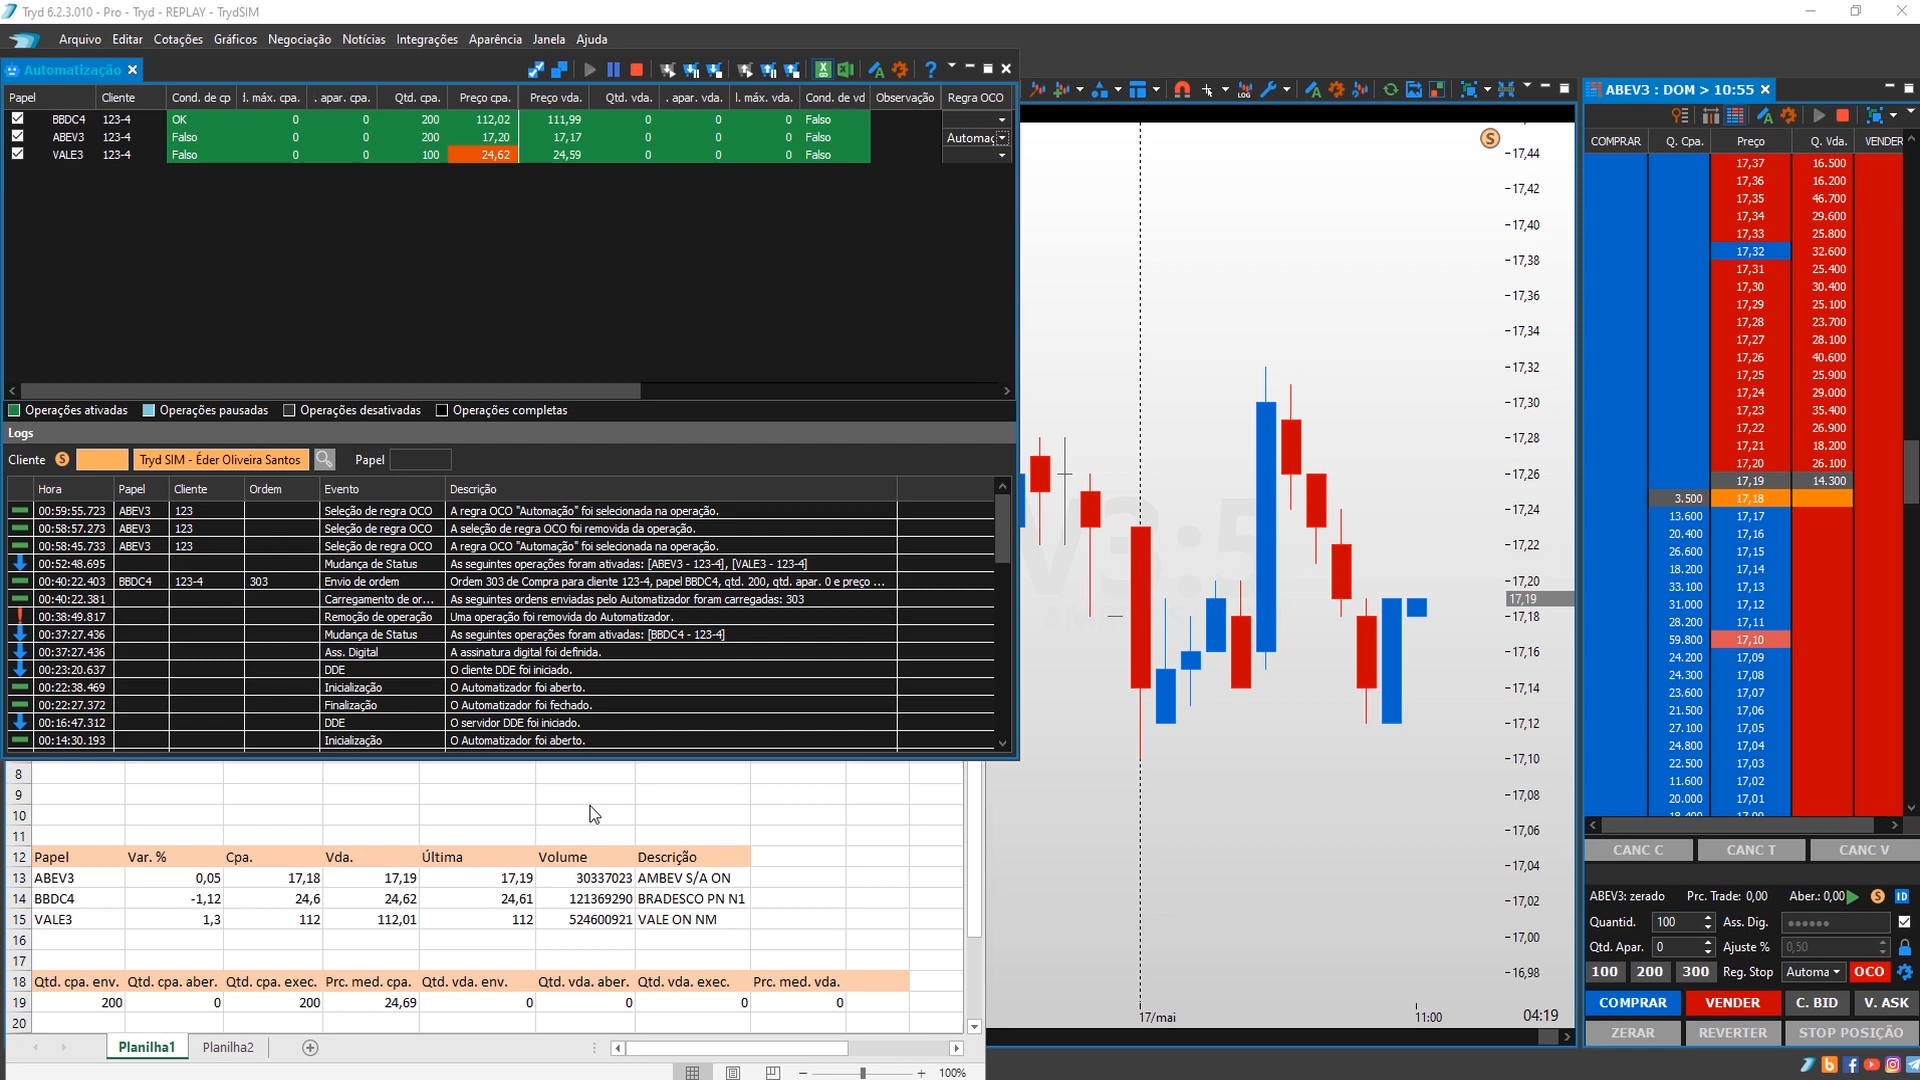 Tryd 6.2.3.010 - Pro - Tryd - REPLAY - TrydSIM
Arquivo Editar Cotações Gráficos Negociação Notícias Integrações Aparência Janela Ajuda
Automatização
Papel Cliente Cond. de cp l. máx. cpa. . apar. cpa. Qtd. cpa. Preço cpa. Preço vda. Qtd. vda. . apar. vda. l. máx. vda. Cond. de vd Observação Regra OCO
BBDC4 123-4 OK 0 0 200 112,02 111,99 0 0 0 Falso
ABEV3 123-4 Falso 0 0 200 17,20 17,17 0 0 0 Falso Automaç
VALE3 123-4 Falso 0 0 100 24,62 24,59 0 0 0 Falso
Operações ativadas Operações pausadas Operações desativadas Operações completas
Logs
Cliente S Tryd SIM - Éder Oliveira Santos Papel
Hora Papel Cliente Ordem Evento Descrição
00:59:55.723 ABEV3 123 Seleção de regra OCO A regra OCO "Automação" foi selecionada na operação.
00:58:57.273 ABEV3 123 Seleção de regra OCO A seleção de regra OCO foi removida da operação.
00:58:45.733 ABEV3 123 Seleção de regra OCO A regra OCO "Automação" foi selecionada na operação.
00:52:48.695 Mudança de Status As seguintes operações foram ativadas: [ABEV3 - 123-4], [VALE3 - 123-4]
00:40:22.403 BBDC4 123-4 303 Envio de ordem Ordem 303 de Compra para cliente 123-4, papel BBDC4, qtd. 200, qtd. apar. 0 e preço ...
00:40:22.381 Carregamento de or... As seguintes ordens enviadas pelo Automatizador foram carregadas: 303
00:38:49.817 Remoção de operação Uma operação foi removida do Automatizador.
00:37:27.436 Mudança de Status As seguintes operações foram ativadas: [BBDC4 - 123-4]
00:37:27.436 Ass. Digital A assinatura digital foi definida.
00:23:20.637 DDE O cliente DDE foi iniciado.
00:22:38.469 Inicialização O Automatizador foi aberto.
00:22:27.372 Finalização O Automatizador foi fechado.
00:16:47.312 DDE O servidor DDE foi iniciado.
00:14:30.193 Inicialização O Automatizador foi aberto.
8
9
10
11
12 Papel Var. % Cpa. Vda. Última Volume Descrição
13 ABEV3 0,05 17,18 17,19 17,19 30337023 AMBEV S/A ON
14 BBDC4 -1,12 24,6 24,62 24,61 121369290 BRADESCO PN N1
15 VALE3 1,3 112 112,01 112 524600921 VALE ON NM
16
17
18 Qtd. cpa. env. Qtd. cpa. aber. Qtd. cpa. exec. Prc. med. cpa. Qtd. vda. env. Qtd. vda. aber. Qtd. vda. exec. Prc. med. vda.
19 200 0 200 24,69 0 0 0 0
20
Planilha1 Planilha2
100%
LOG
S
17,44
17,42
17,40
17,38
17,36
17,34
17,32
17,30
17,28
17,26
17,24
17,22
17,20
17,19
17,18
17,16
17,14
17,12
17,10
17,08
17,06
17,04
17,02
17,00
16,98
17/mai 11:00 04:19
ABEV3 : DOM > 10:55
COMPRAR Q. Cpa. Preço Q. Vda. VENDER
17,37 16.500
17,36 16.200
17,35 46.700
17,34 29.600
17,33 25.800
17,32 32.600
17,31 25.400
17,30 30.400
17,29 25.100
17,28 23.700
17,27 28.100
17,26 40.600
17,25 25.900
17,24 29.000
17,23 35.400
17,22 26.900
17,21 18.200
17,20 26.100
17,19 14.300
3.500 17,18
13.600 17,17
20.400 17,16
26.600 17,15
18.200 17,14
33.100 17,13
31.000 17,12
28.200 17,11
59.800 17,10
24.200 17,09
24.300 17,08
23.600 17,07
21.500 17,06
27.100 17,05
24.800 17,04
22.500 17,03
11.600 17,02
20.000 17,01
CANC C CANC T CANC V
ABEV3: zerado Prc. Trade: 0,00 Aber.: 0,00 S ID
Quantid. 100 Ass. Dig. ••••••
Qtd. Apar. 0 Ajuste % 0,50
100 200 300 Reg. Stop Automa OCO
COMPRAR VENDER C. BID V. ASK
ZERAR REVERTER STOP POSIÇÃO